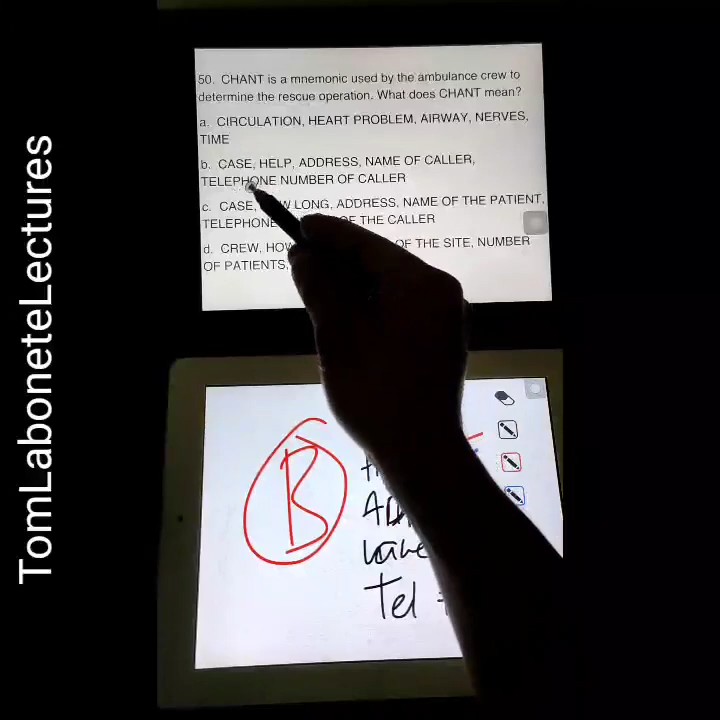 TomLaboneteLectures
50. CHANT is a mnemonic used by the ambulance crew to
determine the rescue operation. What does CHANT mean?
a. CIRCULATION, HEART PROBLEM, AIRWAY, NERVES,
TIME
b. CASE, HELP, ADDRESS, NAME OF CALLER,
TELEPHONE NUMBER OF CALLER
c. CASE, LONG, ADDRESS, NAME OF THE PATIENT,
TELEPHONE OF THE CALLER
d. CREW, HOW OF THE SITE, NUMBER
OF PATIENTS,
B
Tel